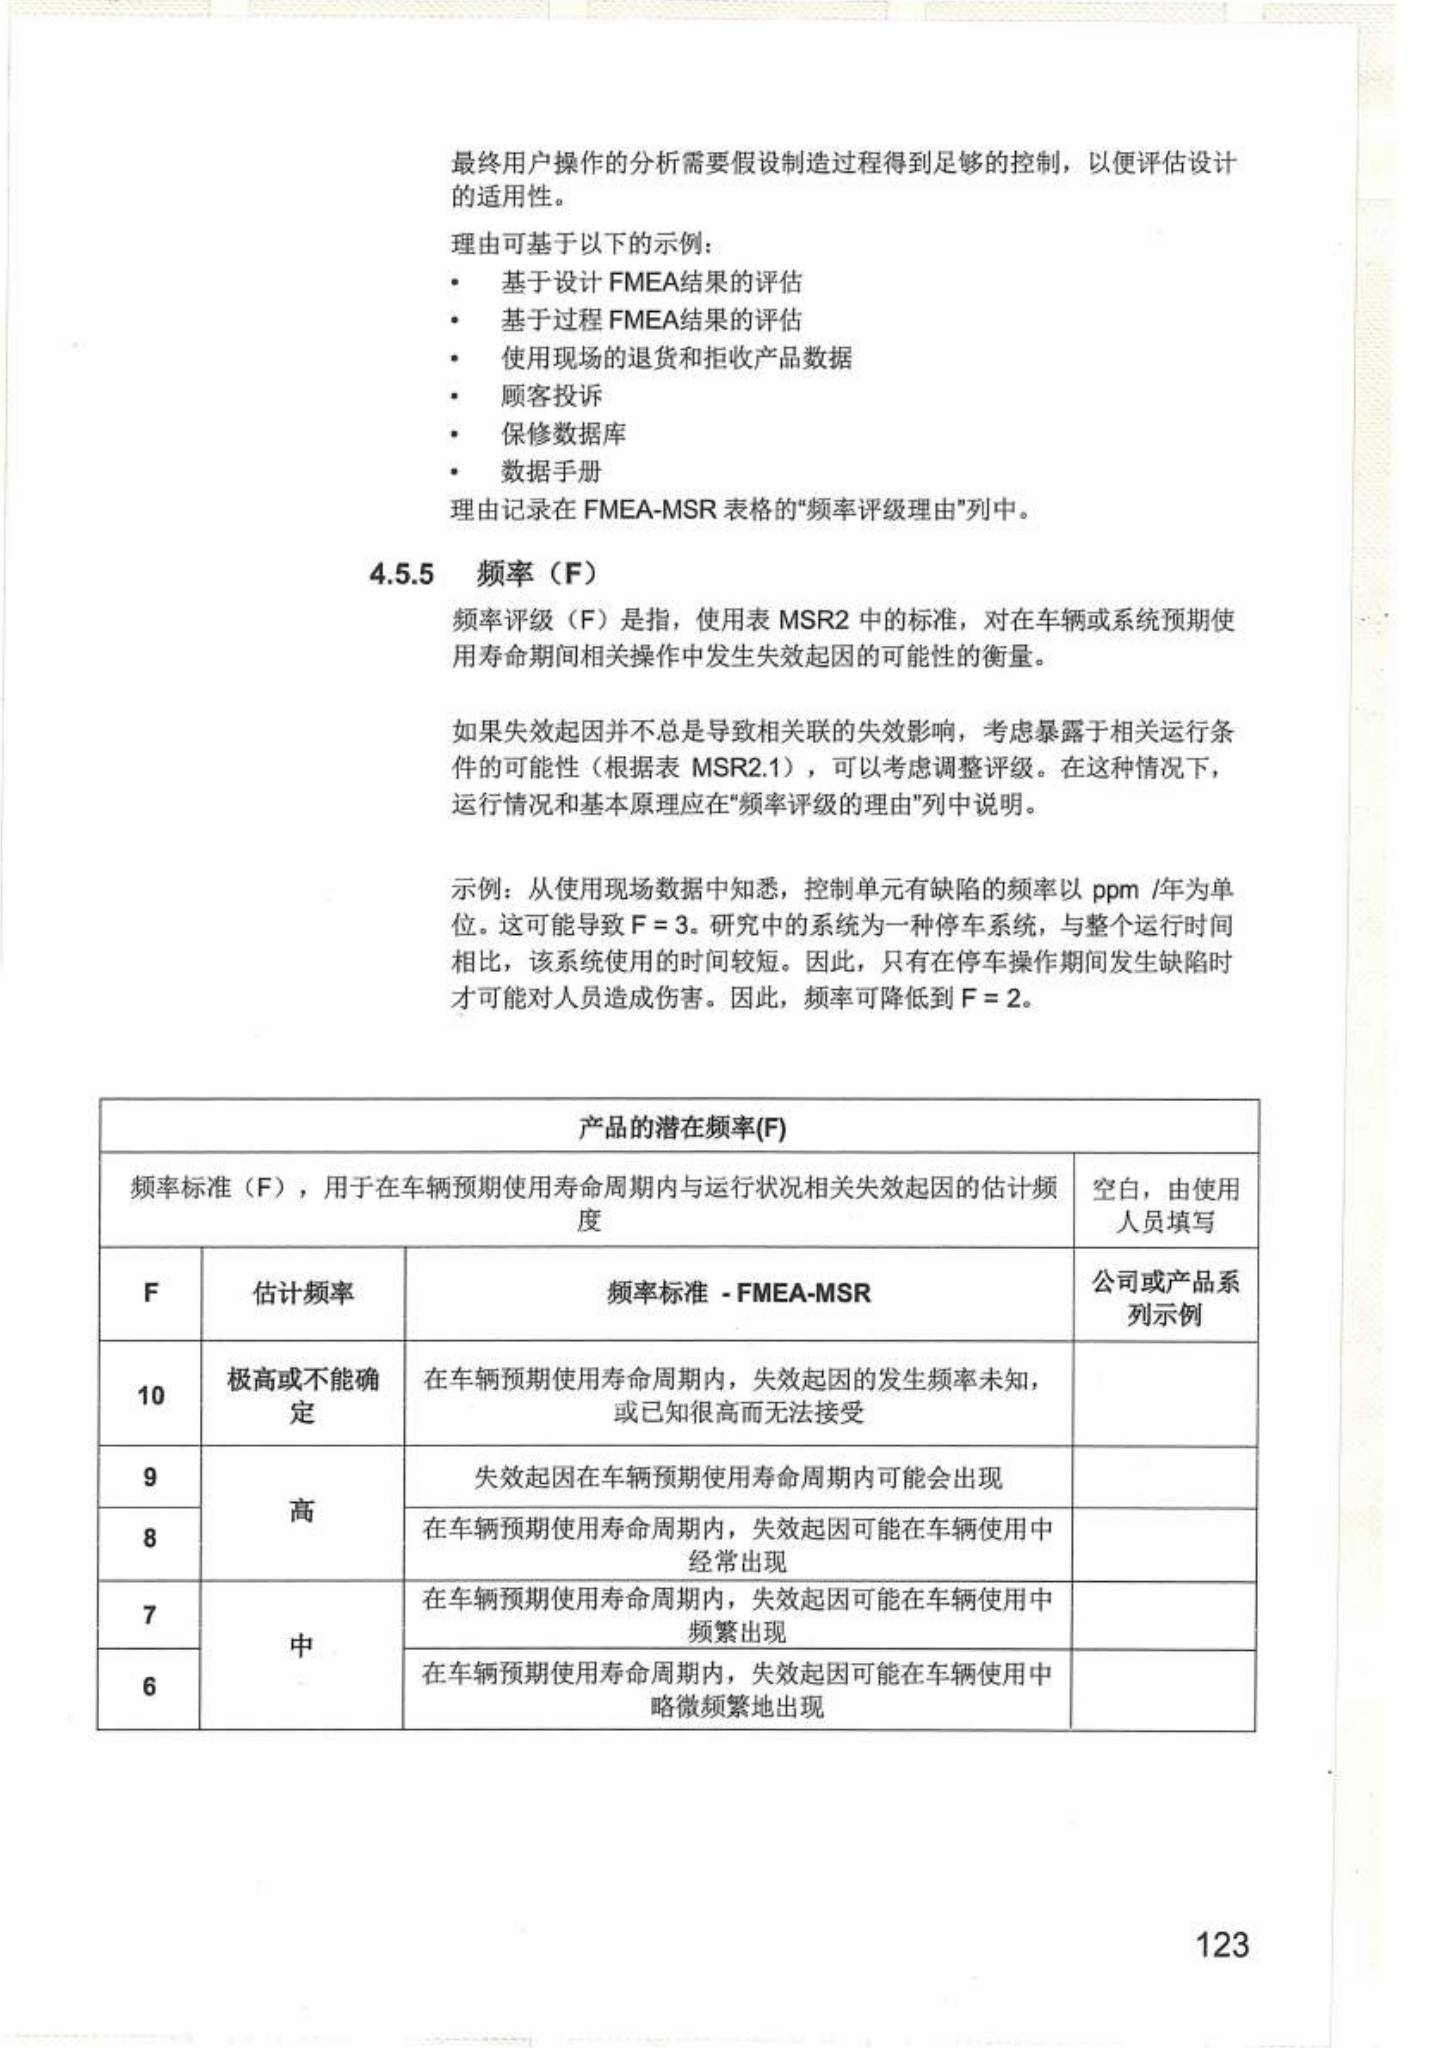 最终用户操作的分析需要假设制造过程得到足够的控制，以便评估设计
的适用性。
理由可基于以下的示例：
• 基于设计 FMEA结果的评估
• 基于过程 FMEA结果的评估
• 使用现场的退货和拒收产品数据
• 顾客投诉
• 保修数据库
• 数据手册
理由记录在 FMEA-MSR 表格的“频率评级理由”列中。
4.5.5 频率（F）
频率评级（F）是指，使用表 MSR2 中的标准，对在车辆或系统预期使
用寿命期间相关操作中发生失效起因的可能性的衡量。
如果失效起因并不总是导致相关联的失效影响，考虑暴露于相关运行条
件的可能性（根据表 MSR2.1），可以考虑调整评级。在这种情况下，
运行情况和基本原理应在“频率评级的理由”列中说明。
示例：从使用现场数据中知悉，控制单元有缺陷的频率以 ppm /年为单
位。这可能导致 F = 3。研究中的系统为一种停车系统，与整个运行时间
相比，该系统使用的时间较短。因此，只有在停车操作期间发生缺陷时
才可能对人员造成伤害。因此，频率可降低到 F = 2。
产品的潜在频率(F)
频率标准（F），用于在车辆预期使用寿命周期内与运行状况相关失效起因的估计频
度
空白，由使用
人员填写
F
估计频率
频率标准 - FMEA-MSR
公司或产品系
列示例
10
极高或不能确
定
在车辆预期使用寿命周期内，失效起因的发生频率未知，
或已知很高而无法接受
9
高
失效起因在车辆预期使用寿命周期内可能会出现
8
在车辆预期使用寿命周期内，失效起因可能在车辆使用中
经常出现
7
中
在车辆预期使用寿命周期内，失效起因可能在车辆使用中
频繁出现
6
在车辆预期使用寿命周期内，失效起因可能在车辆使用中
略微频繁地出现
123